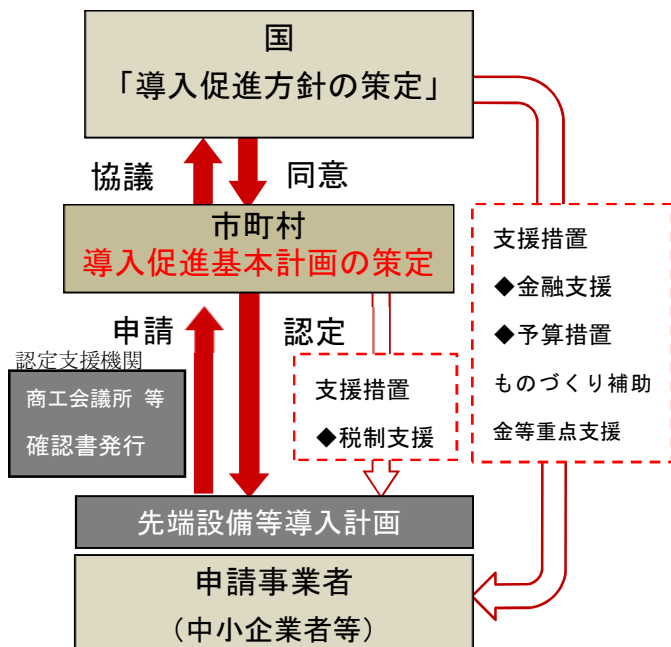 国
「導入促進方針の策定」
協議
同意
市町村
導入促進基本計画の策定
申請
認定
認定支援機関
商工会議所 等
確認書発行
支援措置
◆税制支援
支援措置
◆金融支援
◆予算措置
ものづくり補助
金等重点支援
先端設備等導入計画
申請事業者
（中小企業者等）